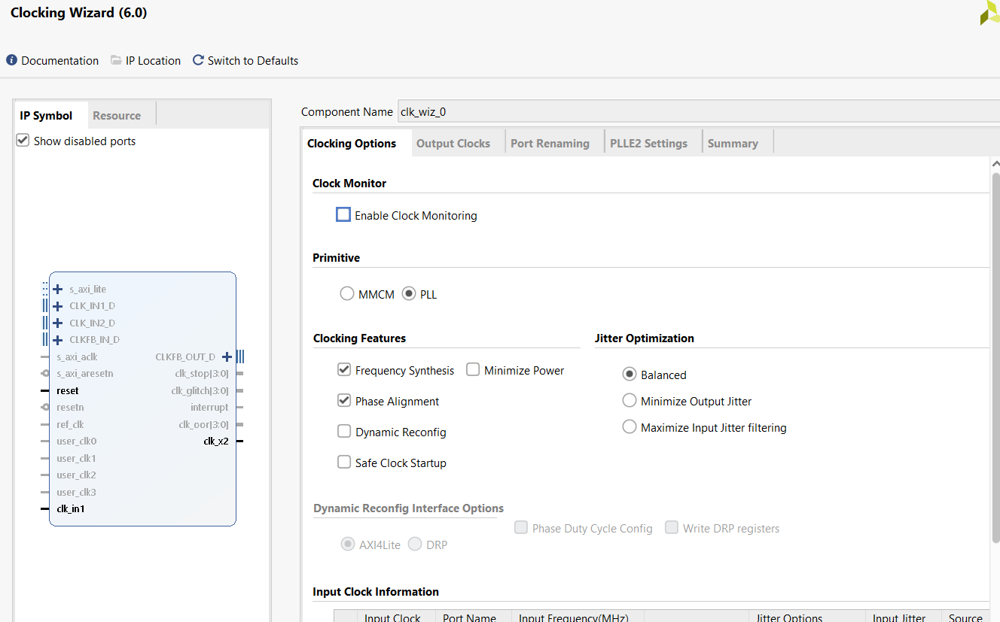 Clocking Wizard (6.0)
Documentation IP Location Switch to Defaults
IP Symbol Resource
Show disabled ports
s_axi_lite
CLK_IN1_D
CLK_IN2_D
CLKFB_IN_D
s_axi_aclk CLKFB_OUT_D
s_axi_aresetn clk_stop[3:0]
reset clk_glitch[3:0]
resetn interrupt
ref_clk clk_oor[3:0]
user_clk0 clk_x2
user_clk1
user_clk2
user_clk3
clk_in1
Component Name clk_wiz_0
Clocking Options Output Clocks Port Renaming PLLE2 Settings Summary
Clock Monitor
Enable Clock Monitoring
Primitive
MMCM PLL
Clocking Features Jitter Optimization
Frequency Synthesis Minimize Power Balanced
Phase Alignment Minimize Output Jitter
Dynamic Reconfig Maximize Input Jitter filtering
Safe Clock Startup
Dynamic Reconfig Interface Options
Phase Duty Cycle Config Write DRP registers
AXI4Lite DRP
Input Clock Information
Input Clock Port Name Input Frequency(MHz) Jitter Options Input Jitter Source